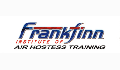 Frankfinn
INSTITUTE OF
AIR HOSTESS TRAINING